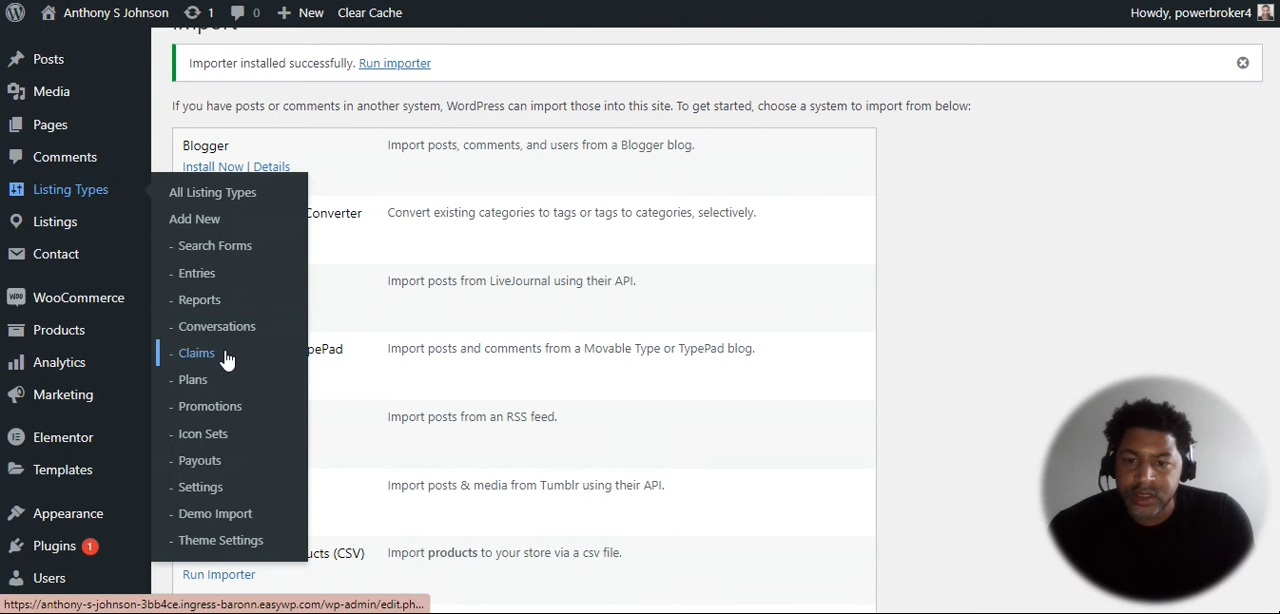 Anthony S Johnson 1 0 New Clear Cache Howdy, powerbroker4
Import
Importer installed successfully. Run importer
If you have posts or comments in another system, WordPress can import those into this site. To get started, choose a system to import from below:
Posts
Media
Pages
Comments
Listing Types
Listings
Contact
WooCommerce
Products
Analytics
Marketing
Elementor
Templates
Appearance
Plugins 1
Users
All Listing Types
Add New
- Search Forms
- Entries
- Reports
- Conversations
- Claims
- Plans
- Promotions
- Icon Sets
- Payouts
- Settings
- Demo Import
- Theme Settings
Blogger Import posts, comments, and users from a Blogger blog.
Install Now | Details
Converter Convert existing categories to tags or tags to categories, selectively.
Import posts from LiveJournal using their API.
Import posts and comments from a Movable Type or TypePad blog.
Import posts from an RSS feed.
Import posts & media from Tumblr using their API.
(CSV) Import products to your store via a csv file.
Run Importer
https://anthony-s-johnson-3bb4ce.ingress-baronn.easywp.com/wp-admin/edit.ph...